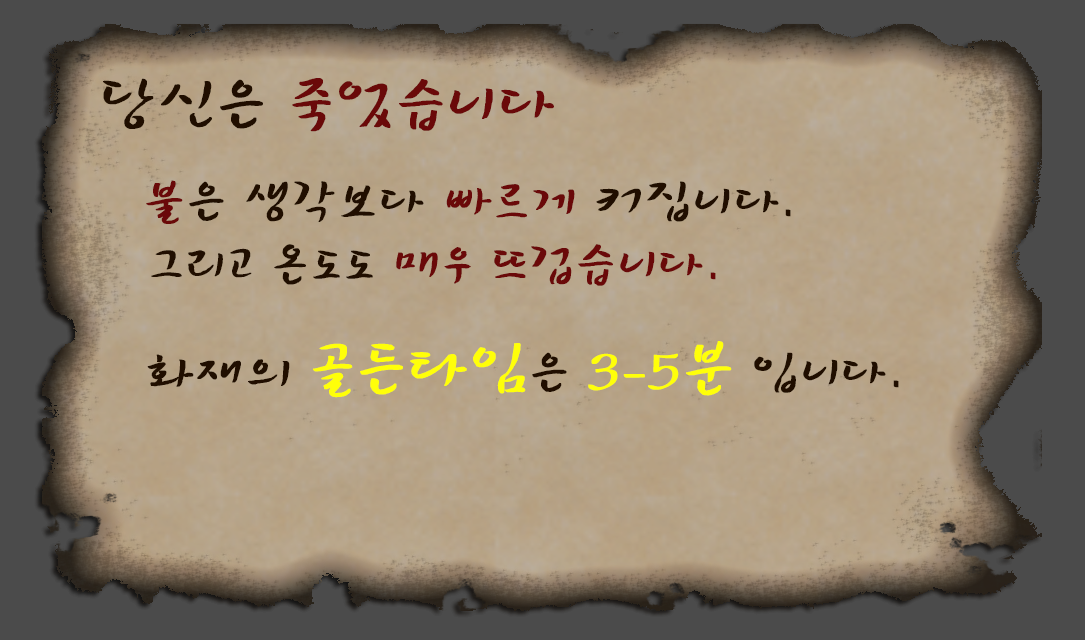 당신은 죽었습니다
불은 생각보다 빠르게 커집니다.
그리고 온도도 매우 뜨겁습니다.
화재의 골든타임은 3-5분 입니다.